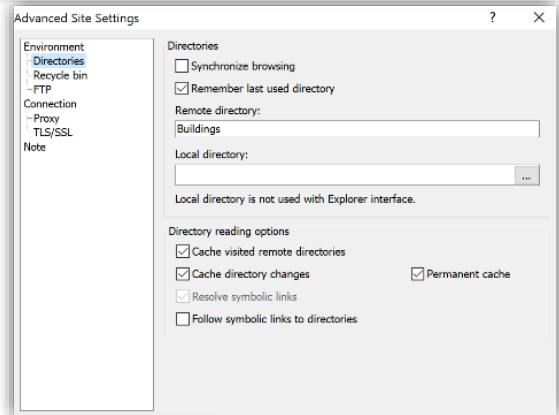 Advanced Site Settings ? X
Environment
Directories
Recycle bin
FTP
Connection
Proxy
TLS/SSL
Note
Directories
Synchronize browsing
Remember last used directory
Remote directory:
Buildings
Local directory:
...
Local directory is not used with Explorer interface.
Directory reading options
Cache visited remote directories
Cache directory changes
Permanent cache
Resolve symbolic links
Follow symbolic links to directories